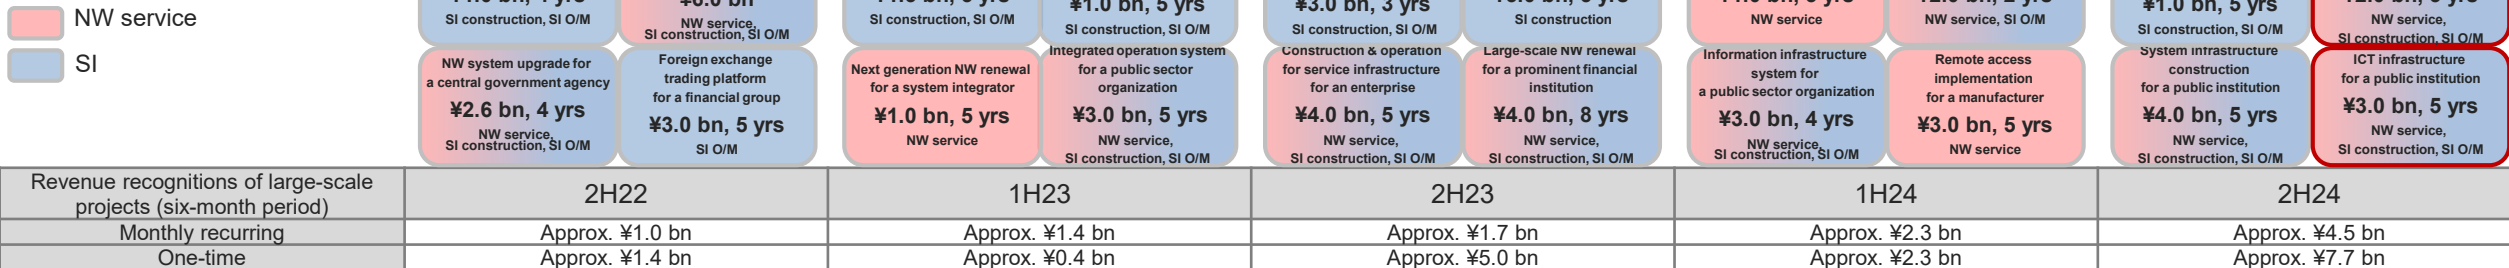 NW service
SI
SI construction, SI O/M
NW service,
SI construction, SI O/M
SI construction, SI O/M
¥1.0 bn, 5 yrs
SI construction, SI O/M
¥3.0 bn, 3 yrs
SI construction, SI O/M
SI construction
NW service
NW service, SI O/M
¥1.0 bn, 5 yrs
SI construction, SI O/M
NW service,
SI construction, SI O/M
NW system upgrade for
a central government agency
¥2.6 bn, 4 yrs
NW service,
SI construction, SI O/M
Foreign exchange
trading platform
for a financial group
¥3.0 bn, 5 yrs
SI O/M
Next generation NW renewal
for a system integrator
¥1.0 bn, 5 yrs
NW service
Integrated operation system
for a public sector
organization
¥3.0 bn, 5 yrs
NW service,
SI construction, SI O/M
Construction & operation
for service infrastructure
for an enterprise
¥4.0 bn, 5 yrs
NW service,
SI construction, SI O/M
Large-scale NW renewal
for a prominent financial
institution
¥4.0 bn, 8 yrs
NW service,
SI construction, SI O/M
Information infrastructure
system for
a public sector organization
¥3.0 bn, 4 yrs
NW service,
SI construction, SI O/M
Remote access
implementation
for a manufacturer
¥3.0 bn, 5 yrs
NW service
System infrastructure
construction
for a public institution
¥4.0 bn, 5 yrs
NW service,
SI construction, SI O/M
ICT infrastructure
for a public institution
¥3.0 bn, 5 yrs
NW service,
SI construction, SI O/M
Revenue recognitions of large-scale
projects (six-month period)
2H22
1H23
2H23
1H24
2H24
Monthly recurring
Approx. ¥1.0 bn
Approx. ¥1.4 bn
Approx. ¥1.7 bn
Approx. ¥2.3 bn
Approx. ¥4.5 bn
One-time
Approx. ¥1.4 bn
Approx. ¥0.4 bn
Approx. ¥5.0 bn
Approx. ¥2.3 bn
Approx. ¥7.7 bn